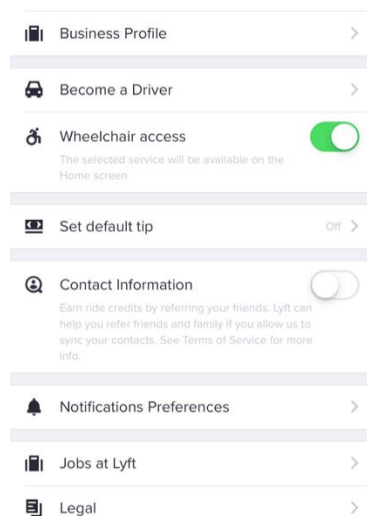 Business Profile
Become a Driver
Wheelchair access
The selected service will be available on the
Home screen
Set default tip
Off
Contact Information
Earn ride credits by referring your friends. Lyft can
help you refer friends and family if you allow us to
sync your contacts. See Terms of Service for more
info.
Notifications Preferences
Jobs at Lyft
Legal